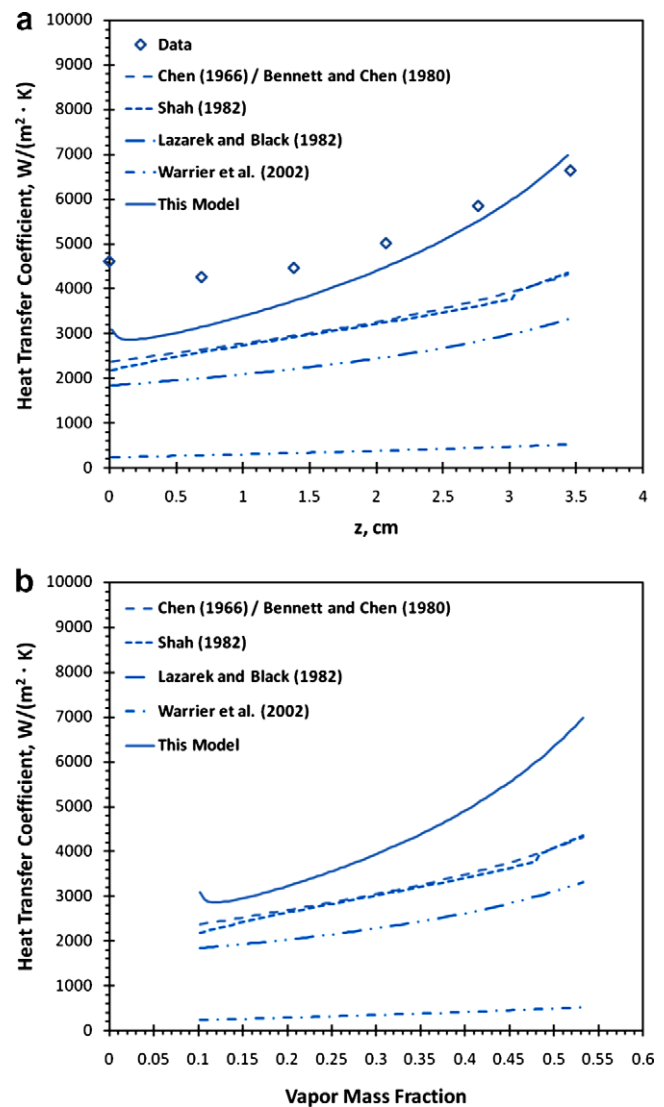 a
10000
9000
8000
7000
6000
5000
4000
3000
2000
1000
0
Heat Transfer Coefficient, W/(m² · K)
Data
Chen (1966) / Bennett and Chen (1980)
Shah (1982)
Lazarek and Black (1982)
Warrier et al. (2002)
This Model
0 0.5 1 1.5 2 2.5 3 3.5 4
z, cm
b
10000
9000
8000
7000
6000
5000
4000
3000
2000
1000
0
Heat Transfer Coefficient, W/(m² · K)
Chen (1966) / Bennett and Chen (1980)
Shah (1982)
Lazarek and Black (1982)
Warrier et al. (2002)
This Model
0 0.05 0.1 0.15 0.2 0.25 0.3 0.35 0.4 0.45 0.5 0.55 0.6
Vapor Mass Fraction